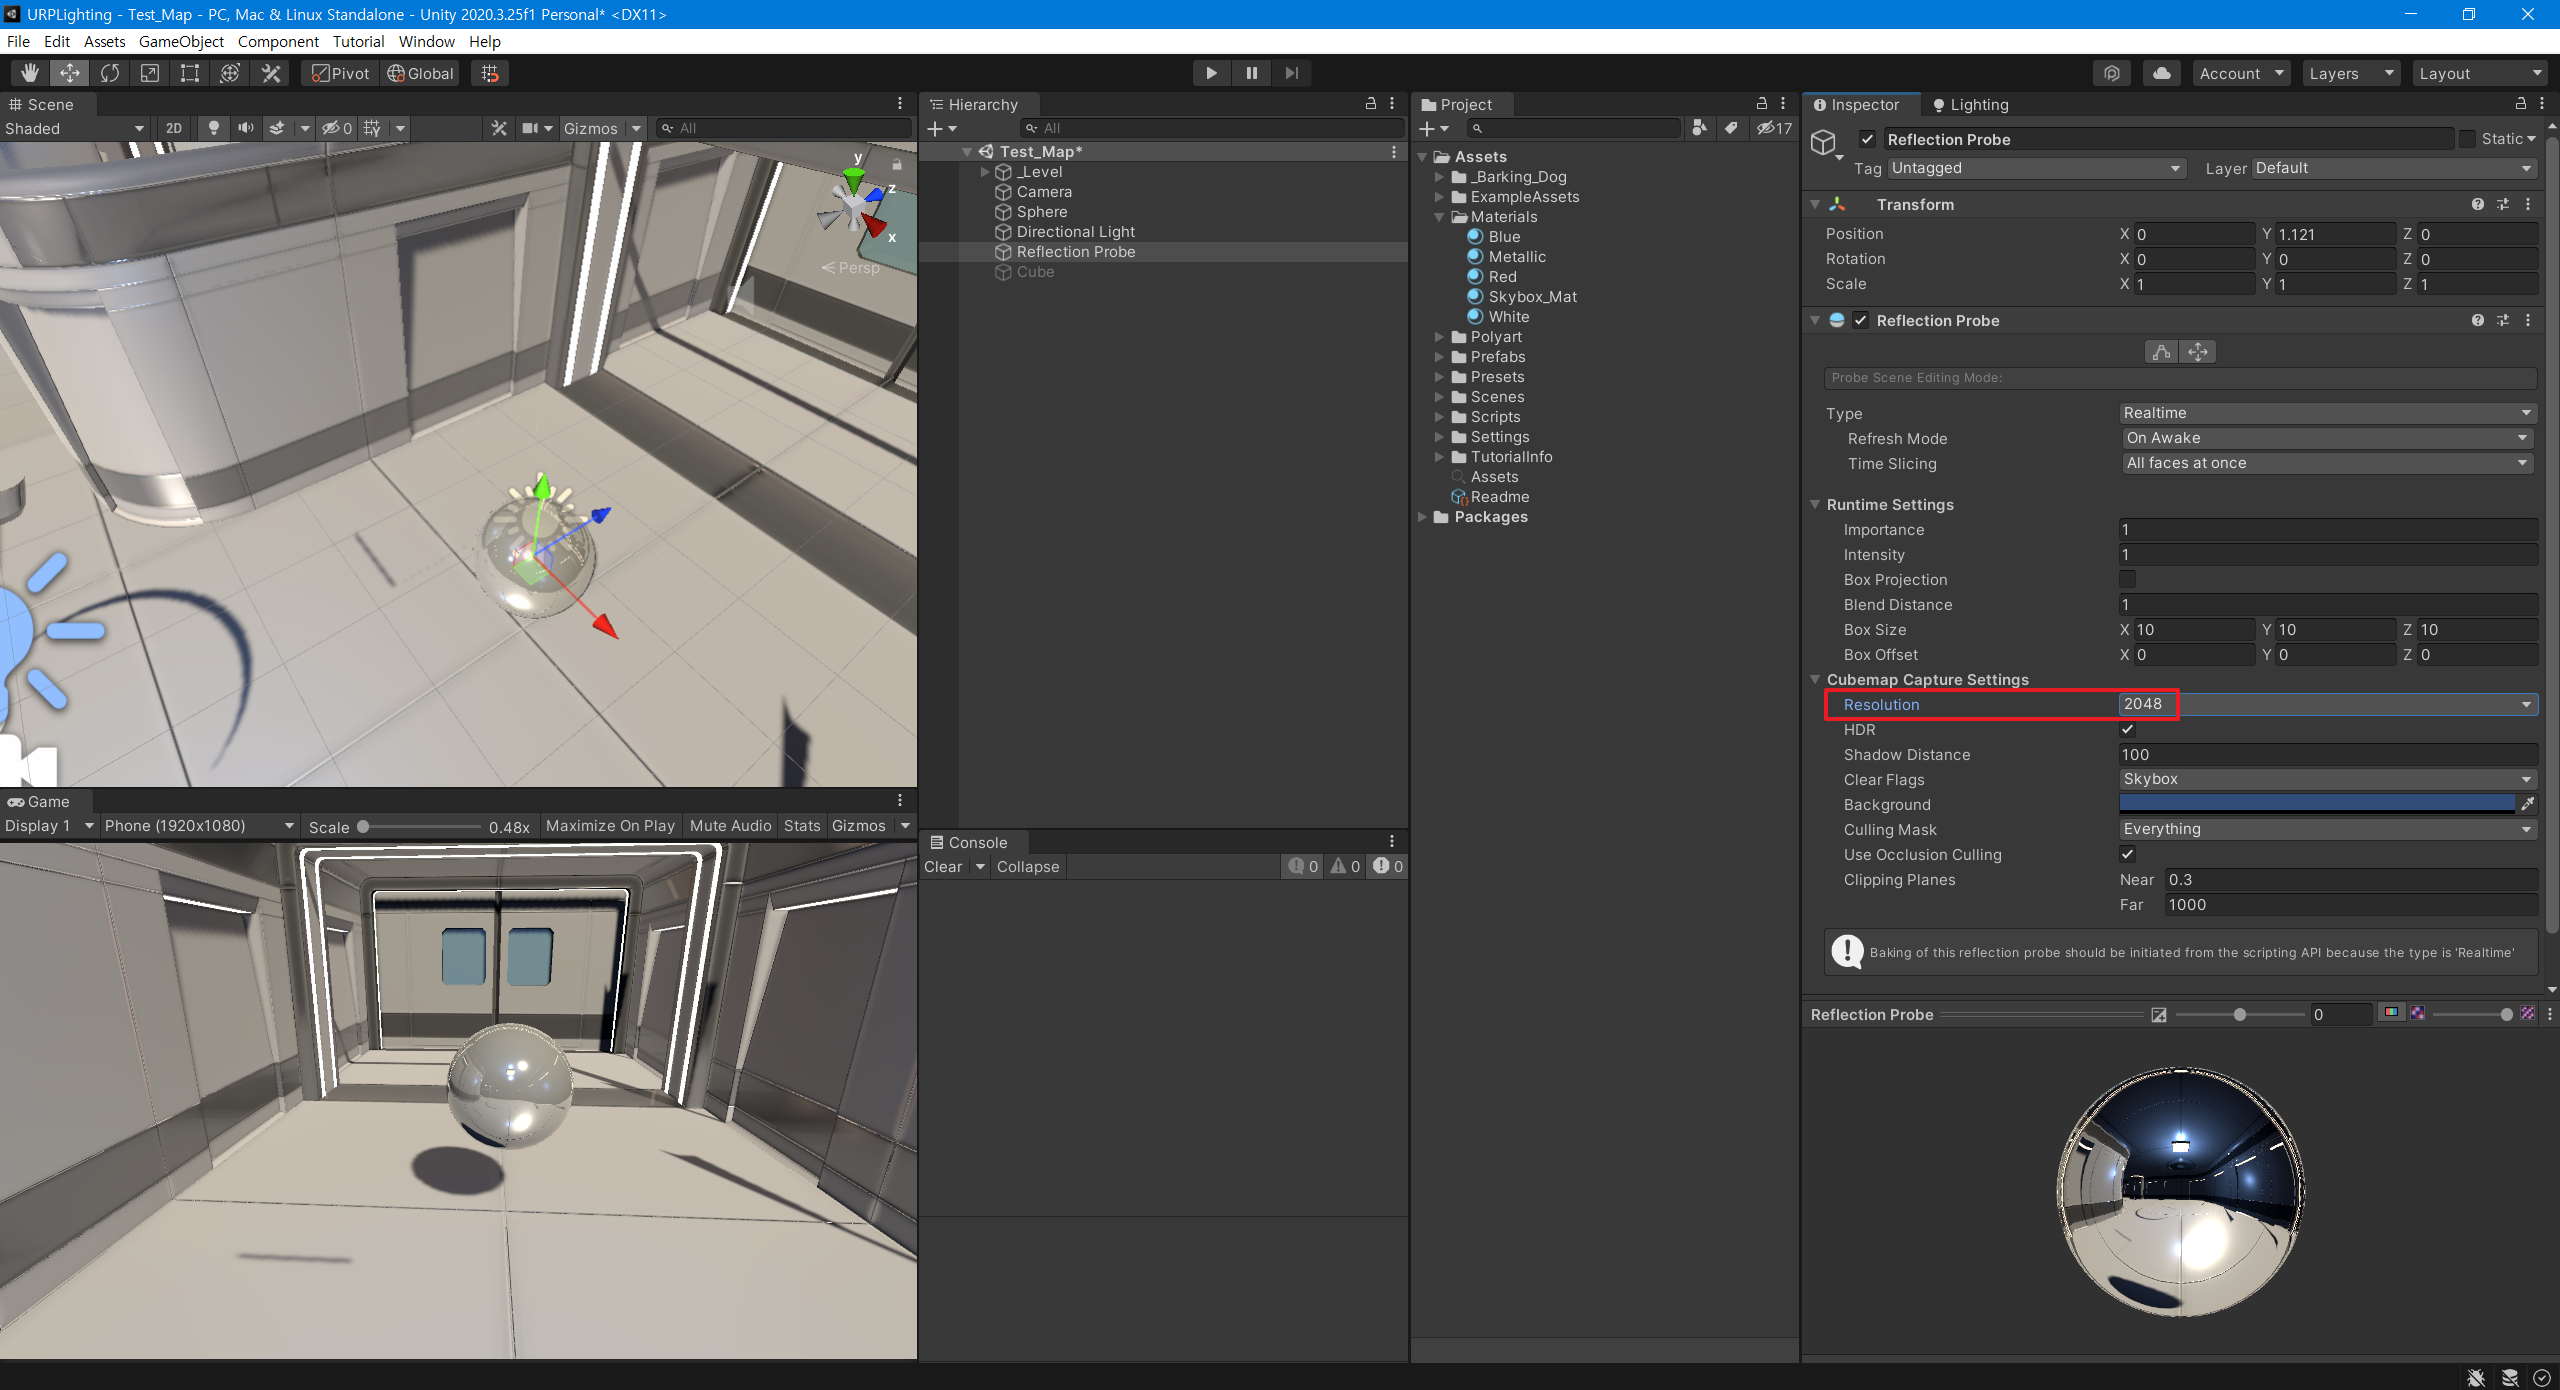 URPLighting - Test_Map - PC, Mac & Linux Standalone - Unity 2020.3.25f1 Personal* <DX11>
File Edit Assets GameObject Component Tutorial Window Help
Pivot Global Account Layers Layout
Scene
Shaded 2D 0 Gizmos All
y
z
x
Persp
Game
Display 1 Phone (1920x1080) Scale 0.48x Maximize On Play Mute Audio Stats Gizmos
Hierarchy
All
Test_Map*
_Level
Camera
Sphere
Directional Light
Reflection Probe
Cube
Console
Clear Collapse 0 0 0
Project
17
Assets
_Barking_Dog
ExampleAssets
Materials
Blue
Metallic
Red
Skybox_Mat
White
Polyart
Prefabs
Presets
Scenes
Scripts
Settings
TutorialInfo
Assets
Readme
Packages
Inspector Lighting
Reflection Probe Static
Tag Untagged Layer Default
Transform
Position X 0 Y 1.121 Z 0
Rotation X 0 Y 0 Z 0
Scale X 1 Y 1 Z 1
Reflection Probe
Probe Scene Editing Mode:
Type Realtime
Refresh Mode On Awake
Time Slicing All faces at once
Runtime Settings
Importance 1
Intensity 1
Box Projection
Blend Distance 1
Box Size X 10 Y 10 Z 10
Box Offset X 0 Y 0 Z 0
Cubemap Capture Settings
Resolution 2048
HDR
Shadow Distance 100
Clear Flags Skybox
Background
Culling Mask Everything
Use Occlusion Culling
Clipping Planes Near 0.3
Far 1000
Baking of this reflection probe should be initiated from the scripting API because the type is 'Realtime'
Reflection Probe 0